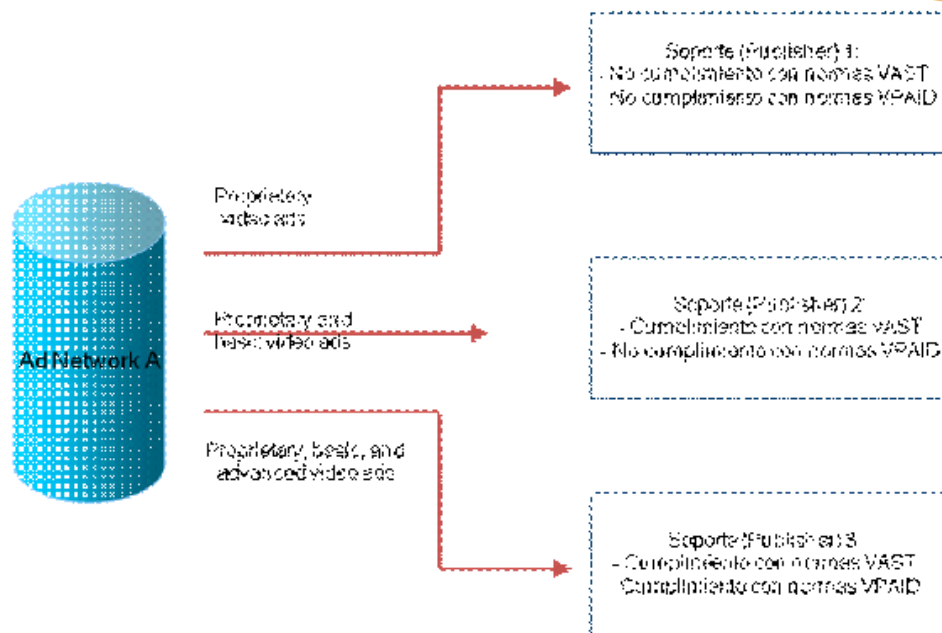 Soporte (Publisher) 1:
- No cumplimiento con normas VAST
- No cumplimiento con normas VPAID
Proprietary
video ads
Soporte (Publisher) 2
- Cumplimiento con normas VAST
- No cumplimiento con normas VPAID
Proprietary and
basic video ads
Ad Network A
Proprietary, basic, and
advanced video ads
Soporte (Publisher) 3
- Cumplimiento con normas VAST
Cumplimiento con normas VPAID